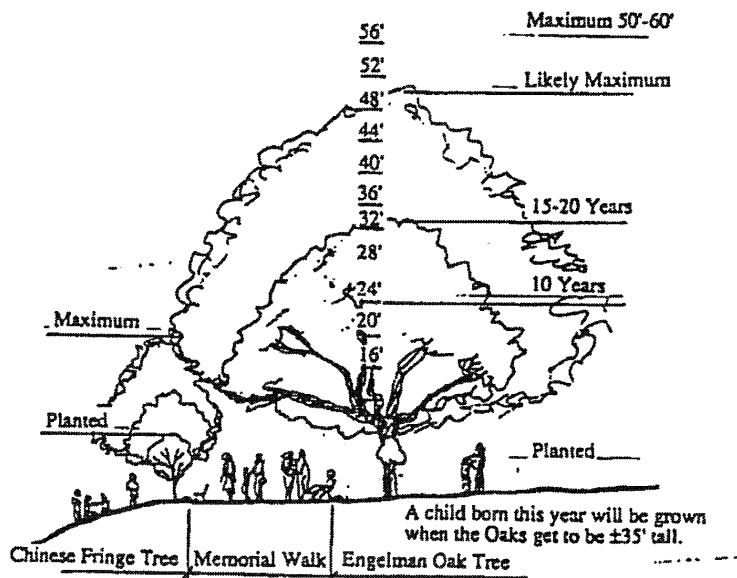 56'
Maximum 50'-60'
52'
Likely Maximum
48'
44'
40'
36'
15-20 Years
32'
28'
10 Years
24'
Maximum
20'
16'
Planted
Planted
A child born this year will be grown
when the Oaks get to be ±35' tall.
Chinese Fringe Tree
Memorial Walk
Engelman Oak Tree